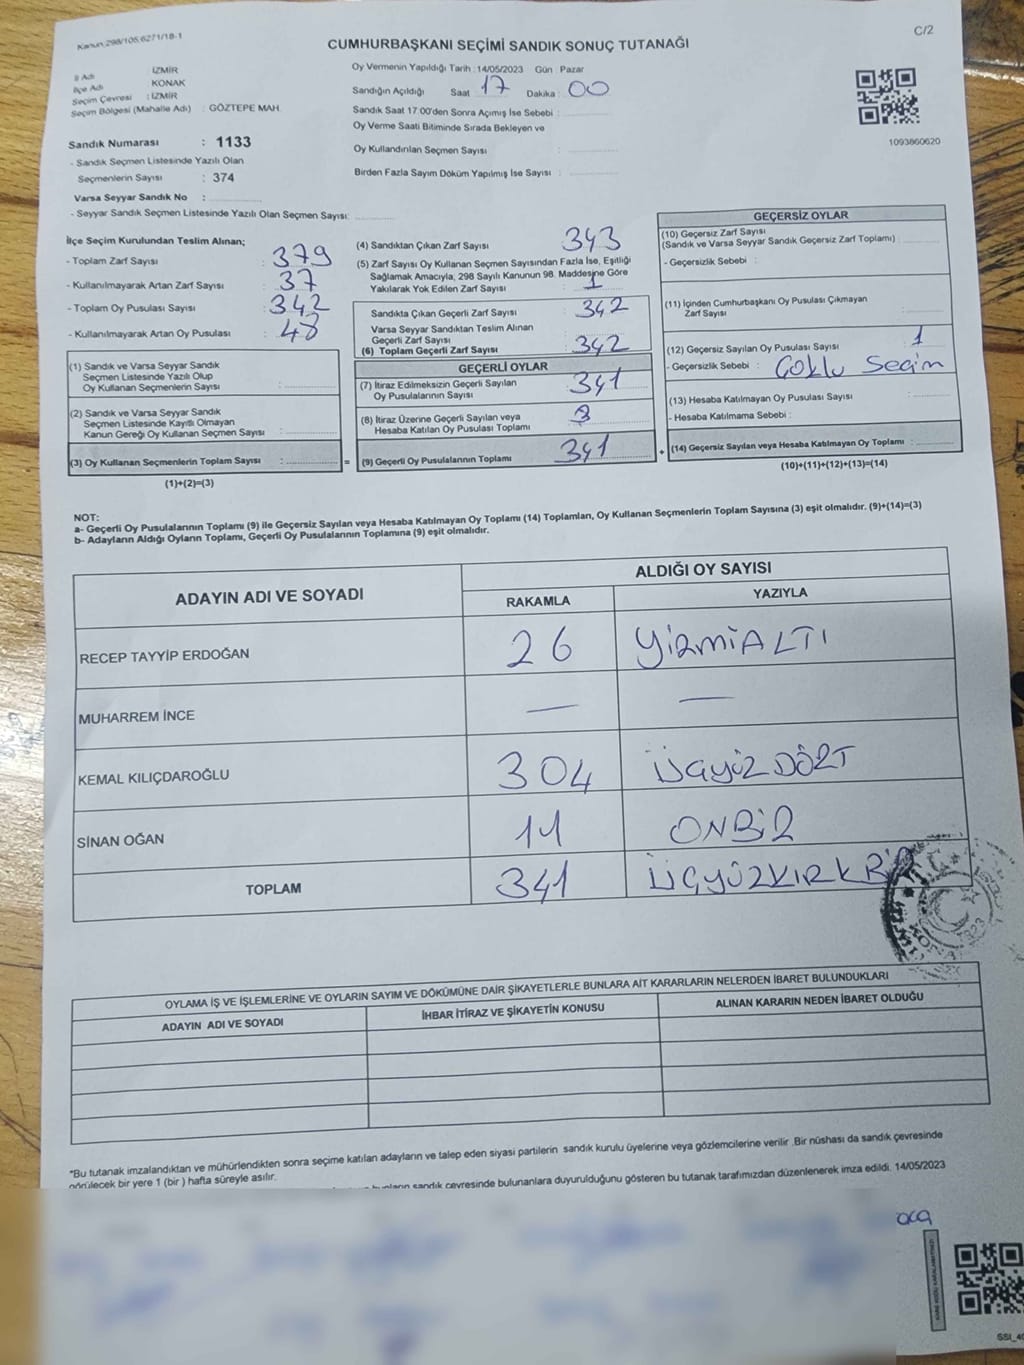 Kanun:298/105,6271/18-1
C/2
CUMHURBAŞKANI SEÇİMİ SANDIK SONUÇ TUTANAĞI
İl Adı : İZMİR
İlçe Adı KONAK
Seçim Çevresi : İZMİR
Seçim Bölgesi (Mahalle Adı) : GÖZTEPE MAH.
Oy Vermenin Yapıldığı Tarih : 14/05/2023 Gün : Pazar
Sandığın Açıldığı Saat 17 Dakika : 00
Sandık Saat 17:00'den Sonra Açımış İse Sebebi :
Oy Verme Saati Bitiminde Sırada Bekleyen ve
Oy Kullandırılan Seçmen Sayısı :
Birden Fazla Sayım Döküm Yapılmış İse Sayısı :
1093860620
Sandık Numarası : 1133
- Sandık Seçmen Listesinde Yazılı Olan
Seçmenlerin Sayısı : 374
Varsa Seyyar Sandık No :
- Seyyar Sandık Seçmen Listesinde Yazılı Olan Seçmen Sayısı:
İlçe Seçim Kurulundan Teslim Alınan;
- Toplam Zarf Sayısı : 379
- Kullanılmayarak Artan Zarf Sayısı : 37
- Toplam Oy Pusulası Sayısı : 342
- Kullanılmayarak Artan Oy Pusulası : 48
(1) Sandık ve Varsa Seyyar Sandık
Seçmen Listesinde Yazılı Olup
Oy Kullanan Seçmenlerin Sayısı :
(2) Sandık ve Varsa Seyyar Sandık
Seçmen Listesinde Kayıtlı Olmayan
Kanun Gereği Oy Kullanan Seçmen Sayısı :
(3) Oy Kullanan Seçmenlerin Toplam Sayısı : =
(1)+(2)=(3)
(4) Sandıktan Çıkan Zarf Sayısı : 343
(5) Zarf Sayısı Oy Kullanan Seçmen Sayısından Fazla İse, Eşitliği
Sağlamak Amacıyla, 298 Sayılı Kanunun 98. Maddesine Göre
Yakılarak Yok Edilen Zarf Sayısı : 1
Sandıkta Çıkan Geçerli Zarf Sayısı : 342
Varsa Seyyar Sandıktan Teslim Alınan
Geçerli Zarf Sayısı :
(6) Toplam Geçerli Zarf Sayısı : 342
GEÇERLİ OYLAR
(7) İtiraz Edilmeksizin Geçerli Sayılan
Oy Pusulalarının Sayısı : 341
(8) İtiraz Üzerine Geçerli Sayılan veya
Hesaba Katılan Oy Pusulası Toplamı :
(9) Geçerli Oy Pusulalarının Toplamı : 341 +
GEÇERSİZ OYLAR
(10) Geçersiz Zarf Sayısı
(Sandık ve Varsa Seyyar Sandık Geçersiz Zarf Toplamı) :
- Geçersizlik Sebebi :
(11) İçinden Cumhurbaşkanı Oy Pusulası Çıkmayan
Zarf Sayısı :
(12) Geçersiz Sayılan Oy Pusulası Sayısı : 1
- Geçersizlik Sebebi : Çoklu Seçim
(13) Hesaba Katılmayan Oy Pusulası Sayısı :
- Hesaba Katılmama Sebebi :
(14) Geçersiz Sayılan veya Hesaba Katılmayan Oy Toplamı :
(10)+(11)+(12)+(13)=(14)
NOT:
a- Geçerli Oy Pusulalarının Toplamı (9) ile Geçersiz Sayılan veya Hesaba Katılmayan Oy Toplamı (14) Toplamları, Oy Kullanan Seçmenlerin Toplam Sayısına (3) eşit olmalıdır. (9)+(14)=(3)
b- Adayların Aldığı Oyların Toplamı, Geçerli Oy Pusulalarının Toplamına (9) eşit olmalıdır.
ADAYIN ADI VE SOYADI
ALDIĞI OY SAYISI
RAKAMLA YAZIYLA
RECEP TAYYİP ERDOĞAN 26 YİRMİALTI
MUHARREM İNCE — —
KEMAL KILIÇDAROĞLU 304 ÜçyüzDÖRT
SİNAN OĞAN 11 ONBİR
TOPLAM 341 ÜÇYÜZKIRKBİR
OYLAMA İŞ VE İŞLEMLERİNE VE OYLARIN SAYIM VE DÖKÜMÜNE DAİR ŞİKAYETLERLE BUNLARA AİT KARARLARIN NELERDEN İBARET BULUNDUKLARI
ADAYIN ADI VE SOYADI İHBAR İTİRAZ VE ŞİKAYETİN KONUSU ALINAN KARARIN NEDEN İBARET OLDUĞU
*Bu tutanak imzalandıktan ve mühürlendikten sonra seçime katılan adayların ve talep eden siyasi partilerin sandık kurulu üyelerine veya gözlemcilerine verilir .Bir nüshası da sandık çevresinde
görülecek bir yere 1 (bir ) hafta süreyle asılır.
bunların sandık çevresinde bulunanlara duyurulduğunu gösteren bu tutanak tarafımızdan düzenlenerek imza edildi. 14/05/2023